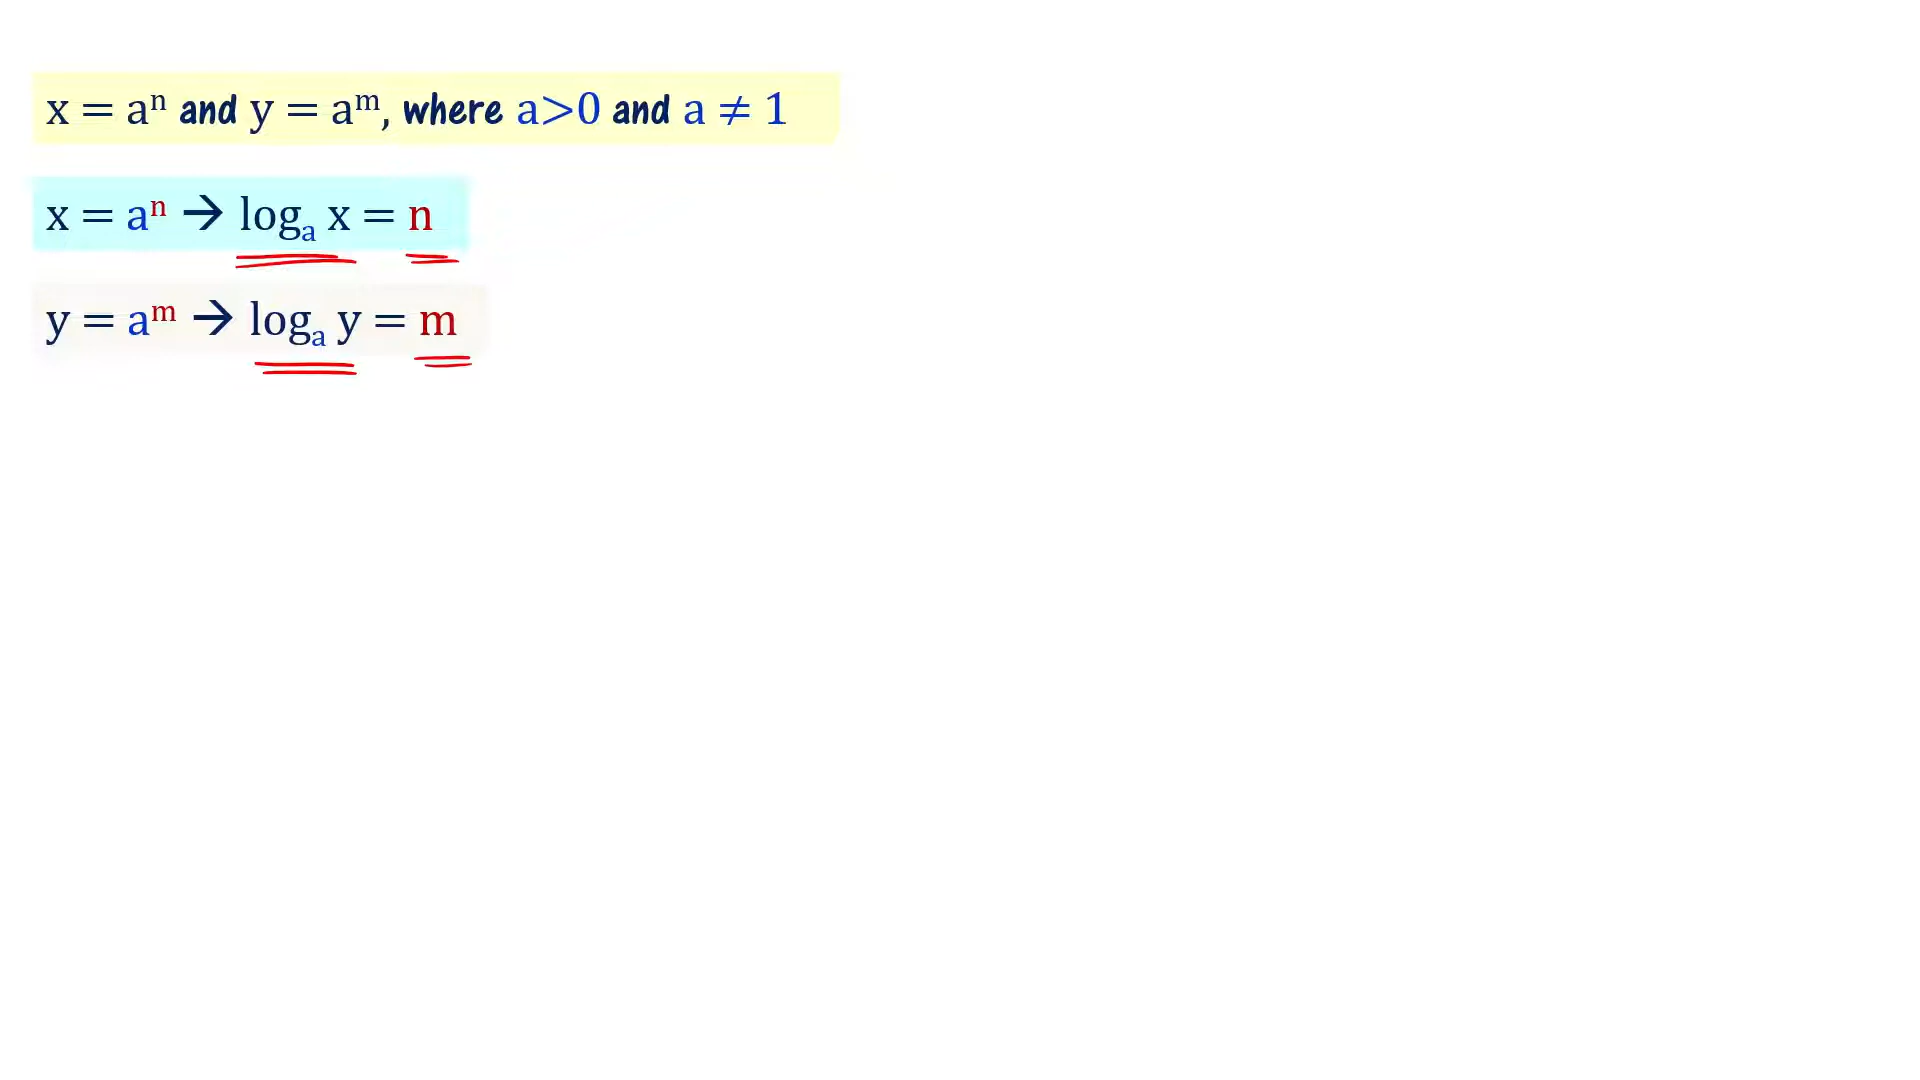 x = aⁿ and y = aᵐ, where a>0 and a ≠ 1
x = aⁿ → logₐ x = n
y = aᵐ → logₐ y = m